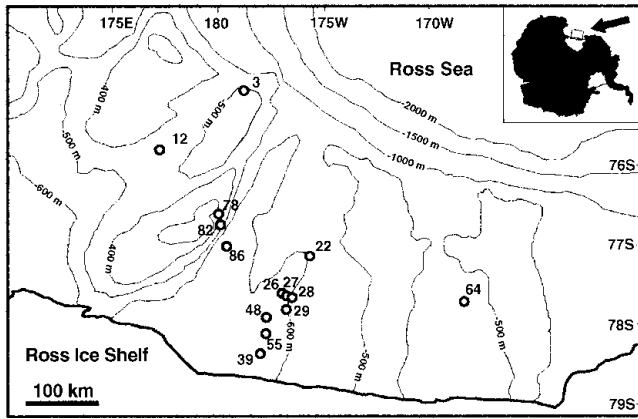 175E
180
175W
170W
Ross Sea
-400 m
-500 m
3
-2000 m
-1500 m
-1000 m
12
-500 m
-600 m
76S
78
82
86
22
77S
-400 m
26
27
28
64
48
29
-600 m
-500 m
-500 m
78S
55
39
Ross Ice Shelf
100 km
79S